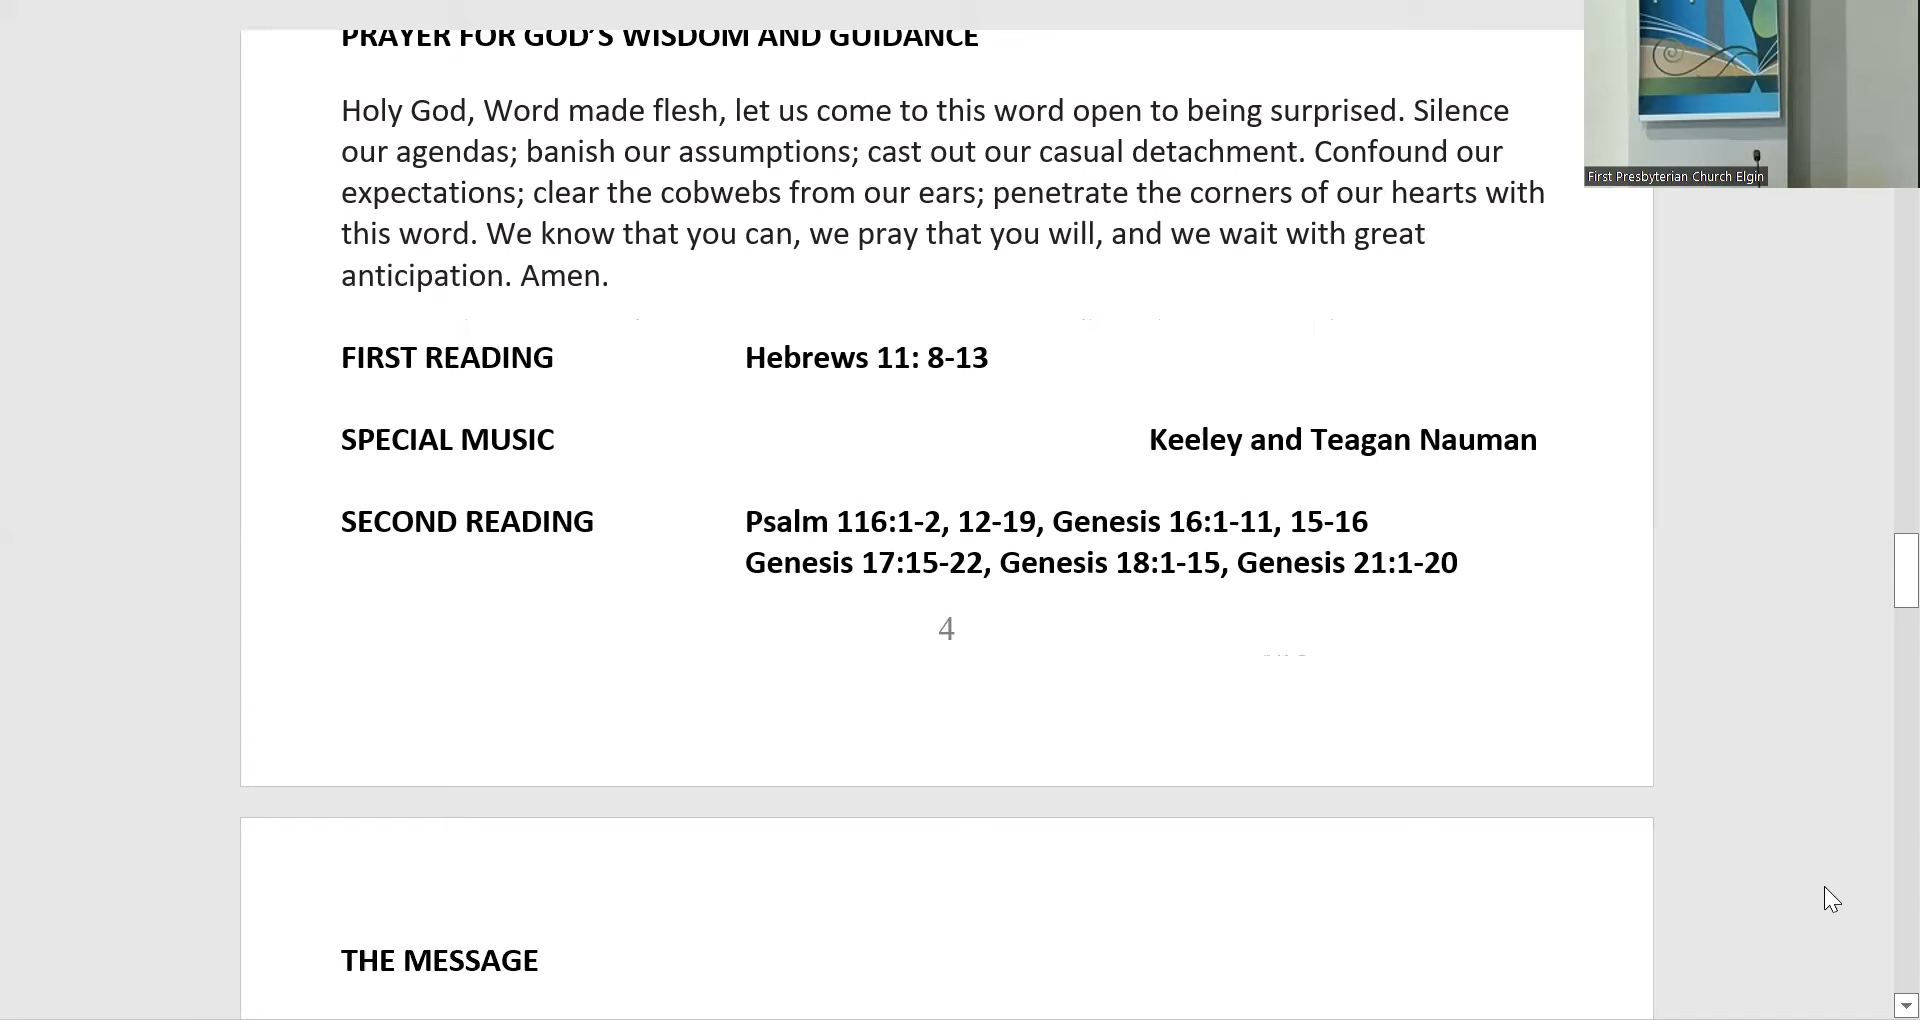 PRAYER FOR GOD'S WISDOM AND GUIDANCE
Holy God, Word made flesh, let us come to this word open to being surprised. Silence
our agendas; banish our assumptions; cast out our casual detachment. Confound our
expectations; clear the cobwebs from our ears; penetrate the corners of our hearts with
this word. We know that you can, we pray that you will, and we wait with great
anticipation. Amen.
First Presbyterian Church Elgin
FIRST READING Hebrews 11: 8-13
SPECIAL MUSIC Keeley and Teagan Nauman
SECOND READING Psalm 116:1-2, 12-19, Genesis 16:1-11, 15-16
Genesis 17:15-22, Genesis 18:1-15, Genesis 21:1-20
4
THE MESSAGE